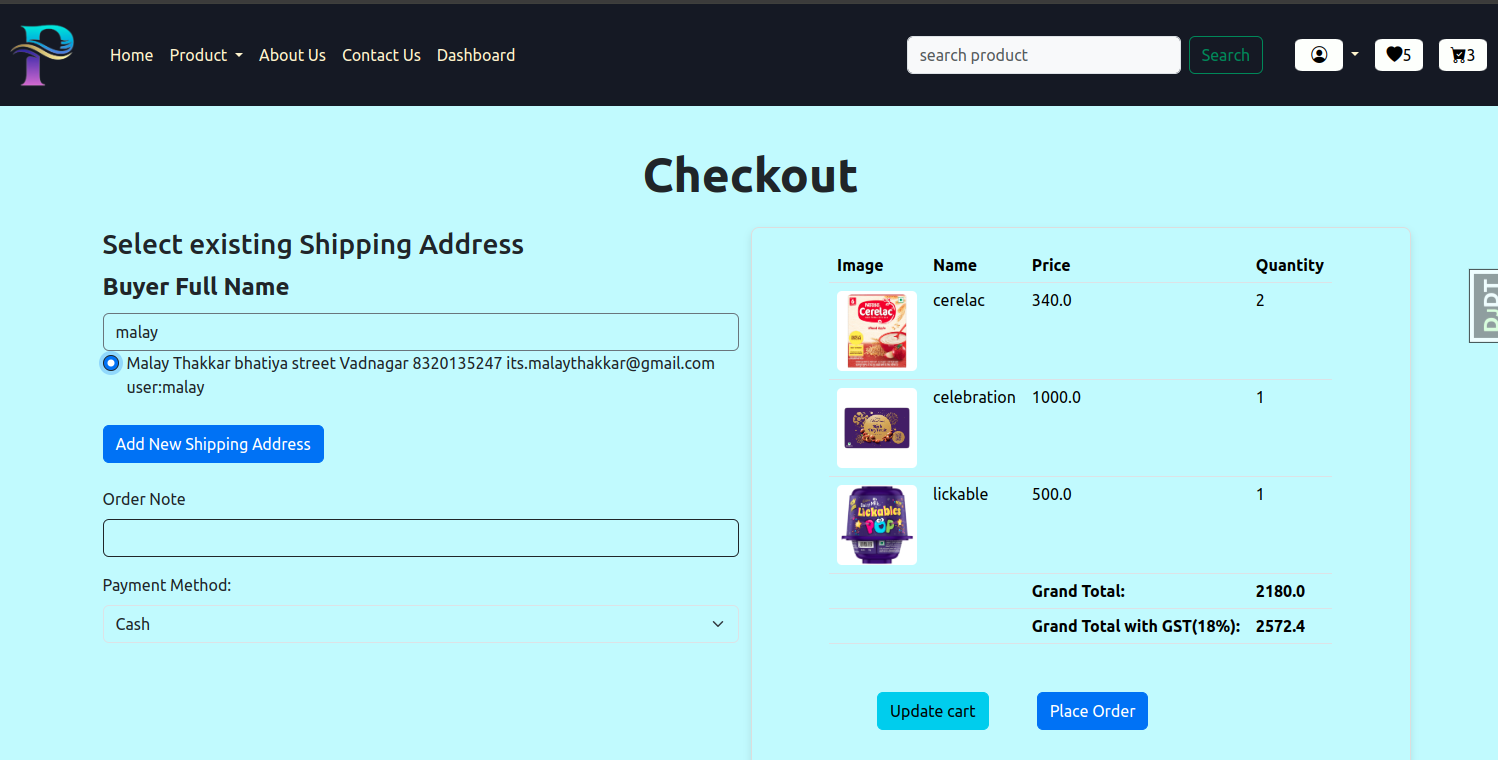 Home Product About Us Contact Us Dashboard
search product Search 5 3
Checkout
Select existing Shipping Address
Buyer Full Name
malay
Malay Thakkar bhatiya street Vadnagar 8320135247 its.malaythakkar@gmail.com
user:malay
Add New Shipping Address
Order Note
Payment Method:
Cash
Image Name Price Quantity
Cerelac
cerelac 340.0 2
celebration 1000.0 1
Lickables
POP
lickable 500.0 1
Grand Total: 2180.0
Grand Total with GST(18%): 2572.4
Update cart Place Order
DJDT